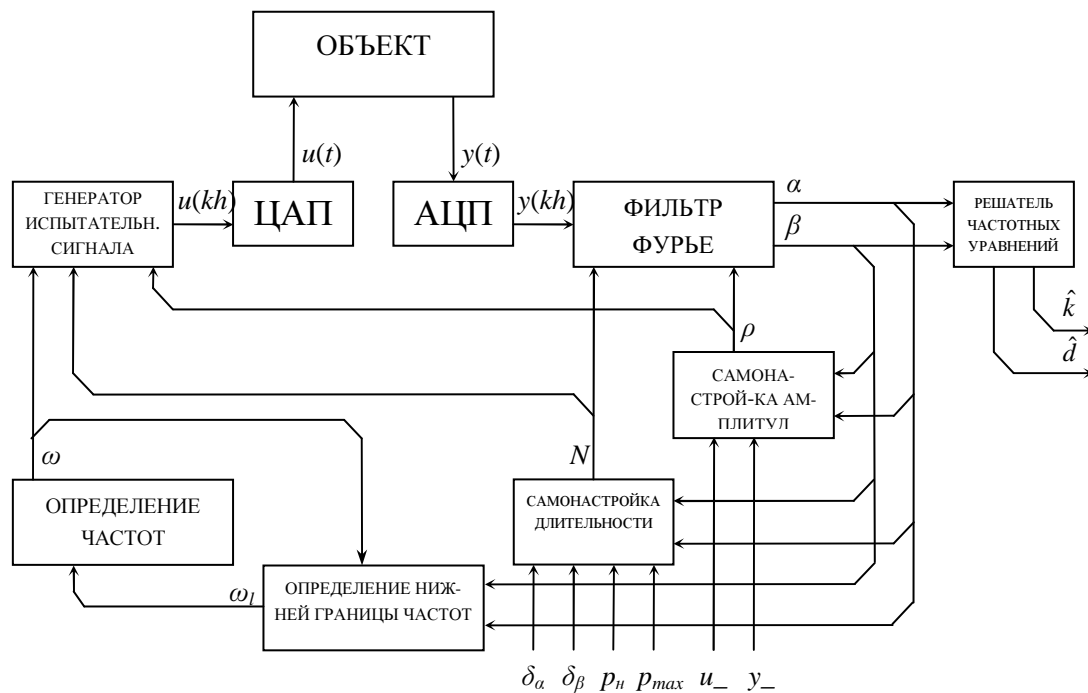 ОБЪЕКТ
u(t)
y(t)
ГЕНЕРАТОР
ИСПЫТАТЕЛЬН.
СИГНАЛА
u(kh)
ЦАП
АЦП
y(kh)
ФИЛЬТР
ФУРЬЕ
α
β
РЕШАТЕЛЬ
ЧАСТОТНЫХ
УРАВНЕНИЙ
k̂
d̂
ρ
САМОНА-
СТРОЙ-КА АМ-
ПЛИТУД
ω
N
ОПРЕДЕЛЕНИЕ
ЧАСТОТ
САМОНАСТРОЙКА
ДЛИТЕЛЬНОСТИ
ω_l
ОПРЕДЕЛЕНИЕ НИЖ-
НЕЙ ГРАНИЦЫ ЧАСТОТ
δ_α δ_β p_н p_max u_ y_